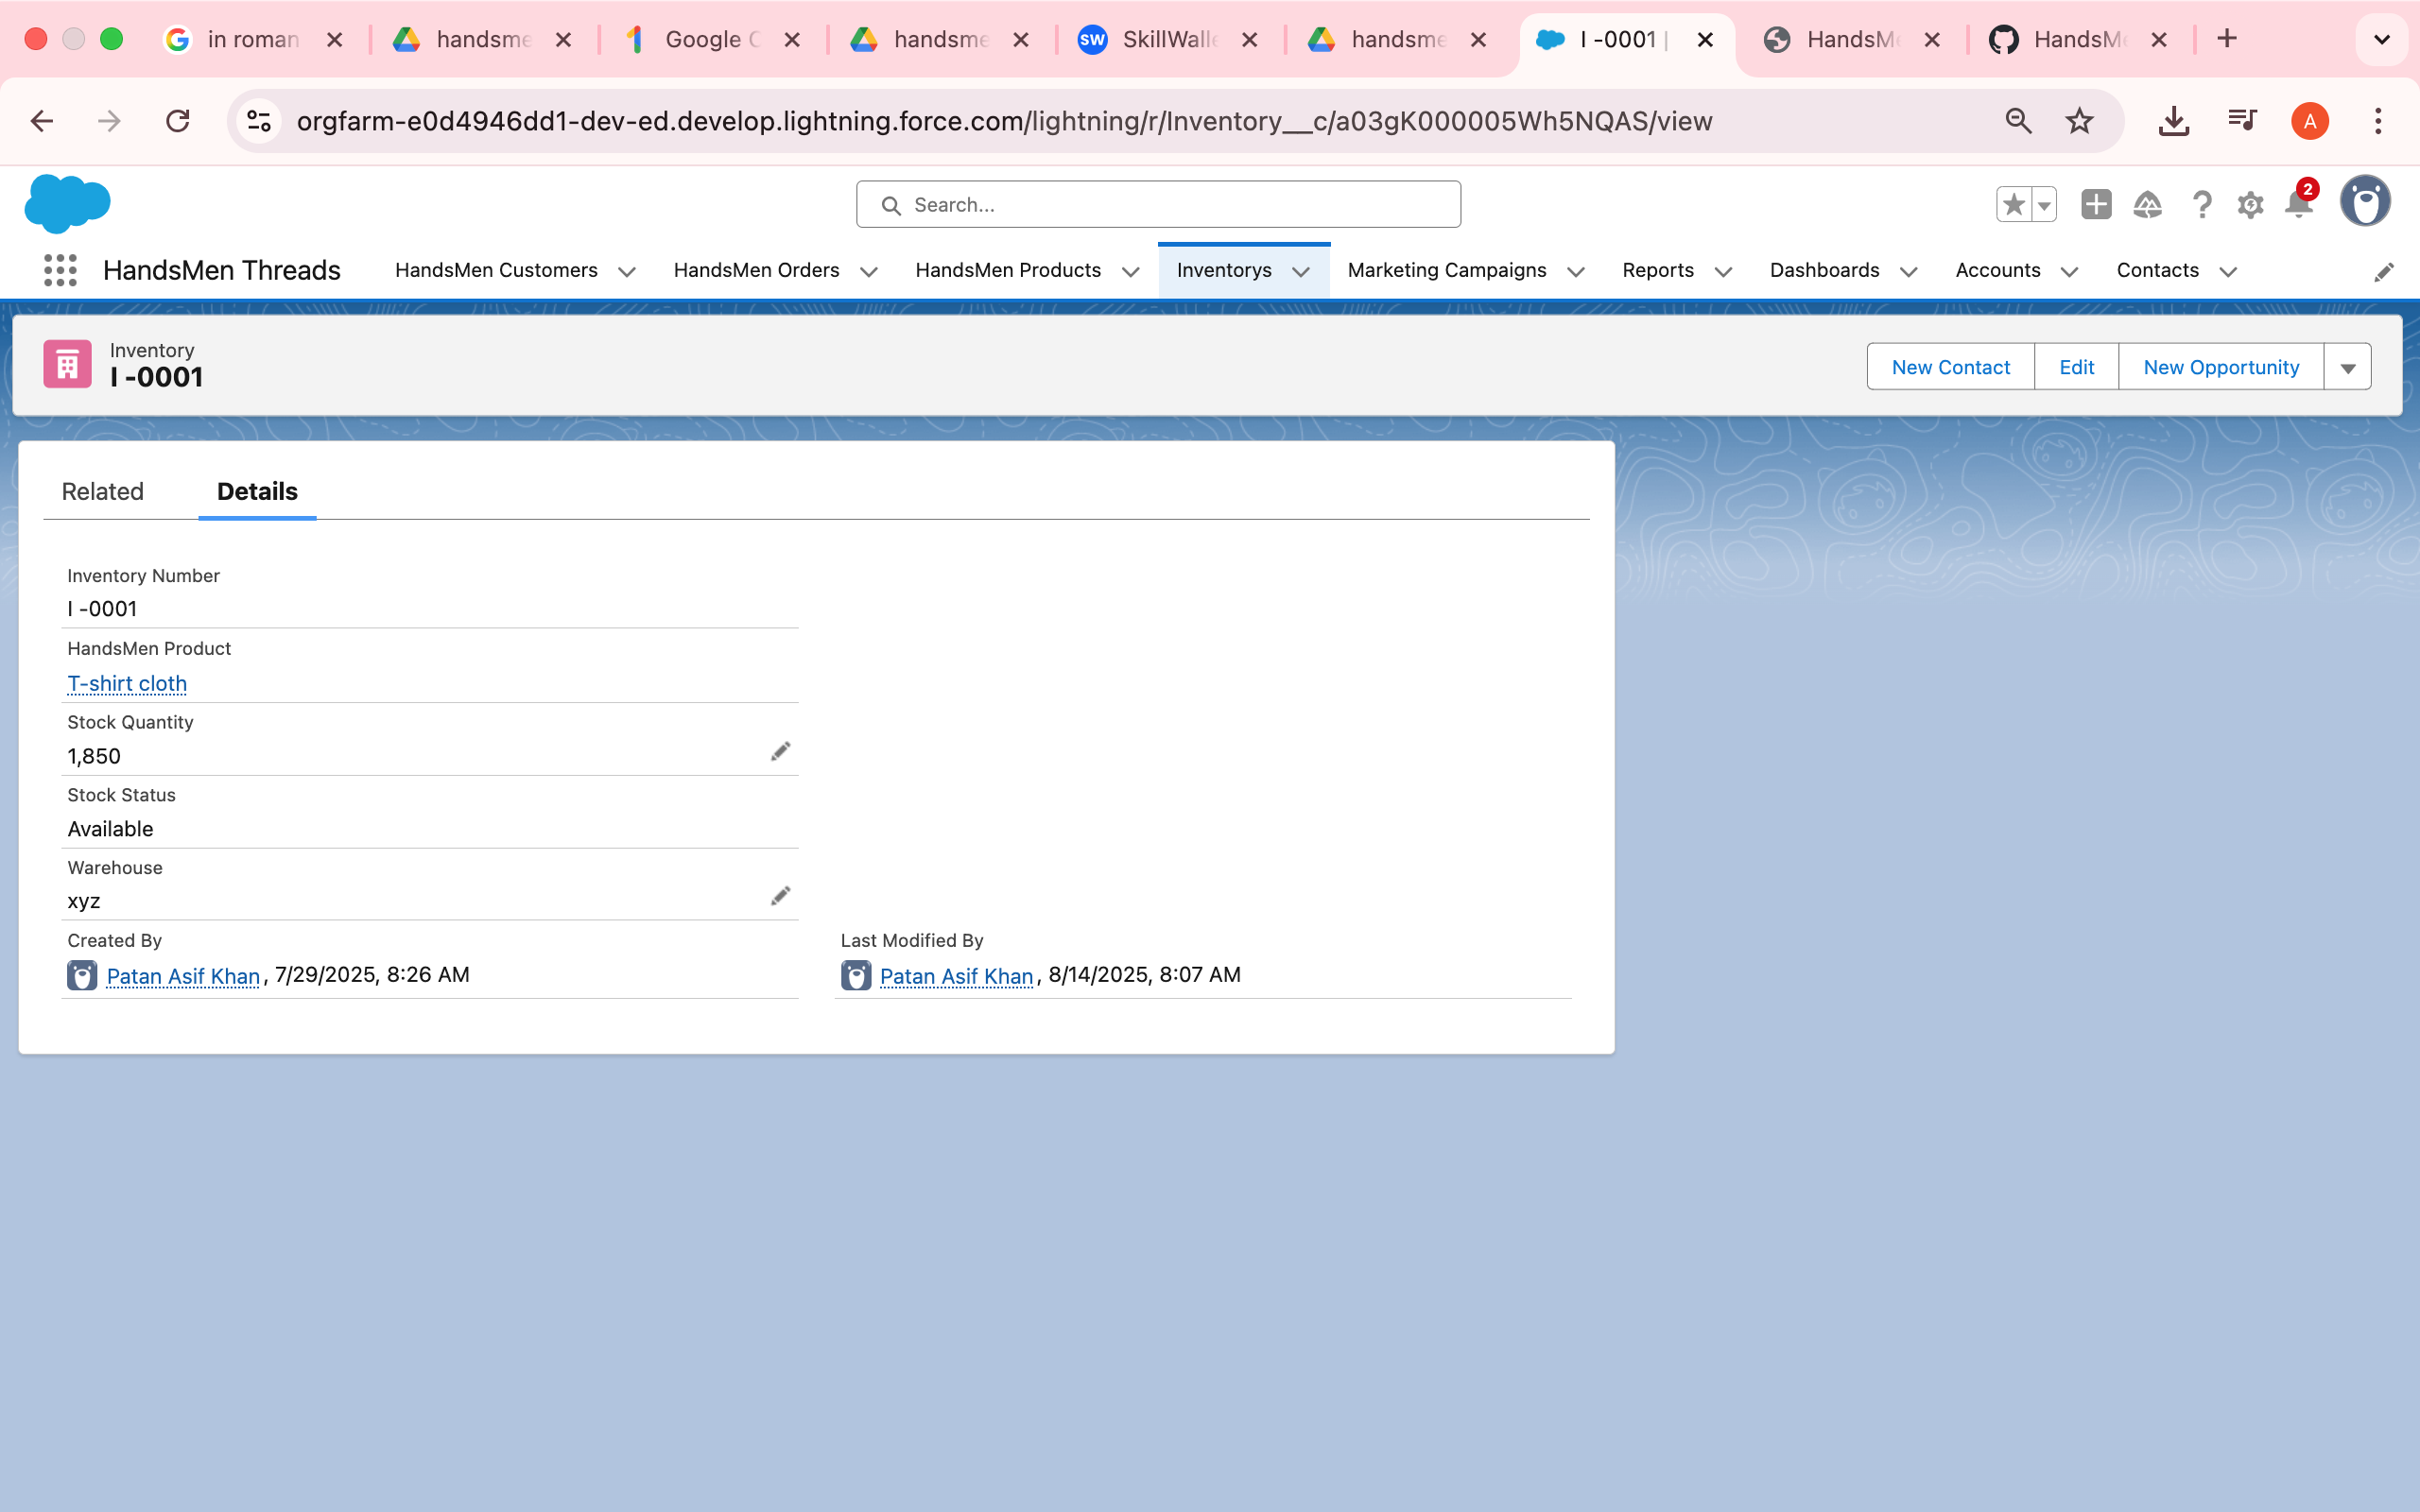 in roman
handsme
Google C
handsme
SW SkillWalle
handsme
I -0001 |
HandsMe
HandsMe
orgfarm-e0d4946dd1-dev-ed.develop.lightning.force.com/lightning/r/Inventory__c/a03gK000005Wh5NQAS/view
A
Search...
2
HandsMen Threads
HandsMen Customers
HandsMen Orders
HandsMen Products
Inventorys
Marketing Campaigns
Reports
Dashboards
Accounts
Contacts
Inventory
I -0001
New Contact
Edit
New Opportunity
Related
Details
Inventory Number
I -0001
HandsMen Product
T-shirt cloth
Stock Quantity
1,850
Stock Status
Available
Warehouse
xyz
Created By
Patan Asif Khan, 7/29/2025, 8:26 AM
Last Modified By
Patan Asif Khan, 8/14/2025, 8:07 AM